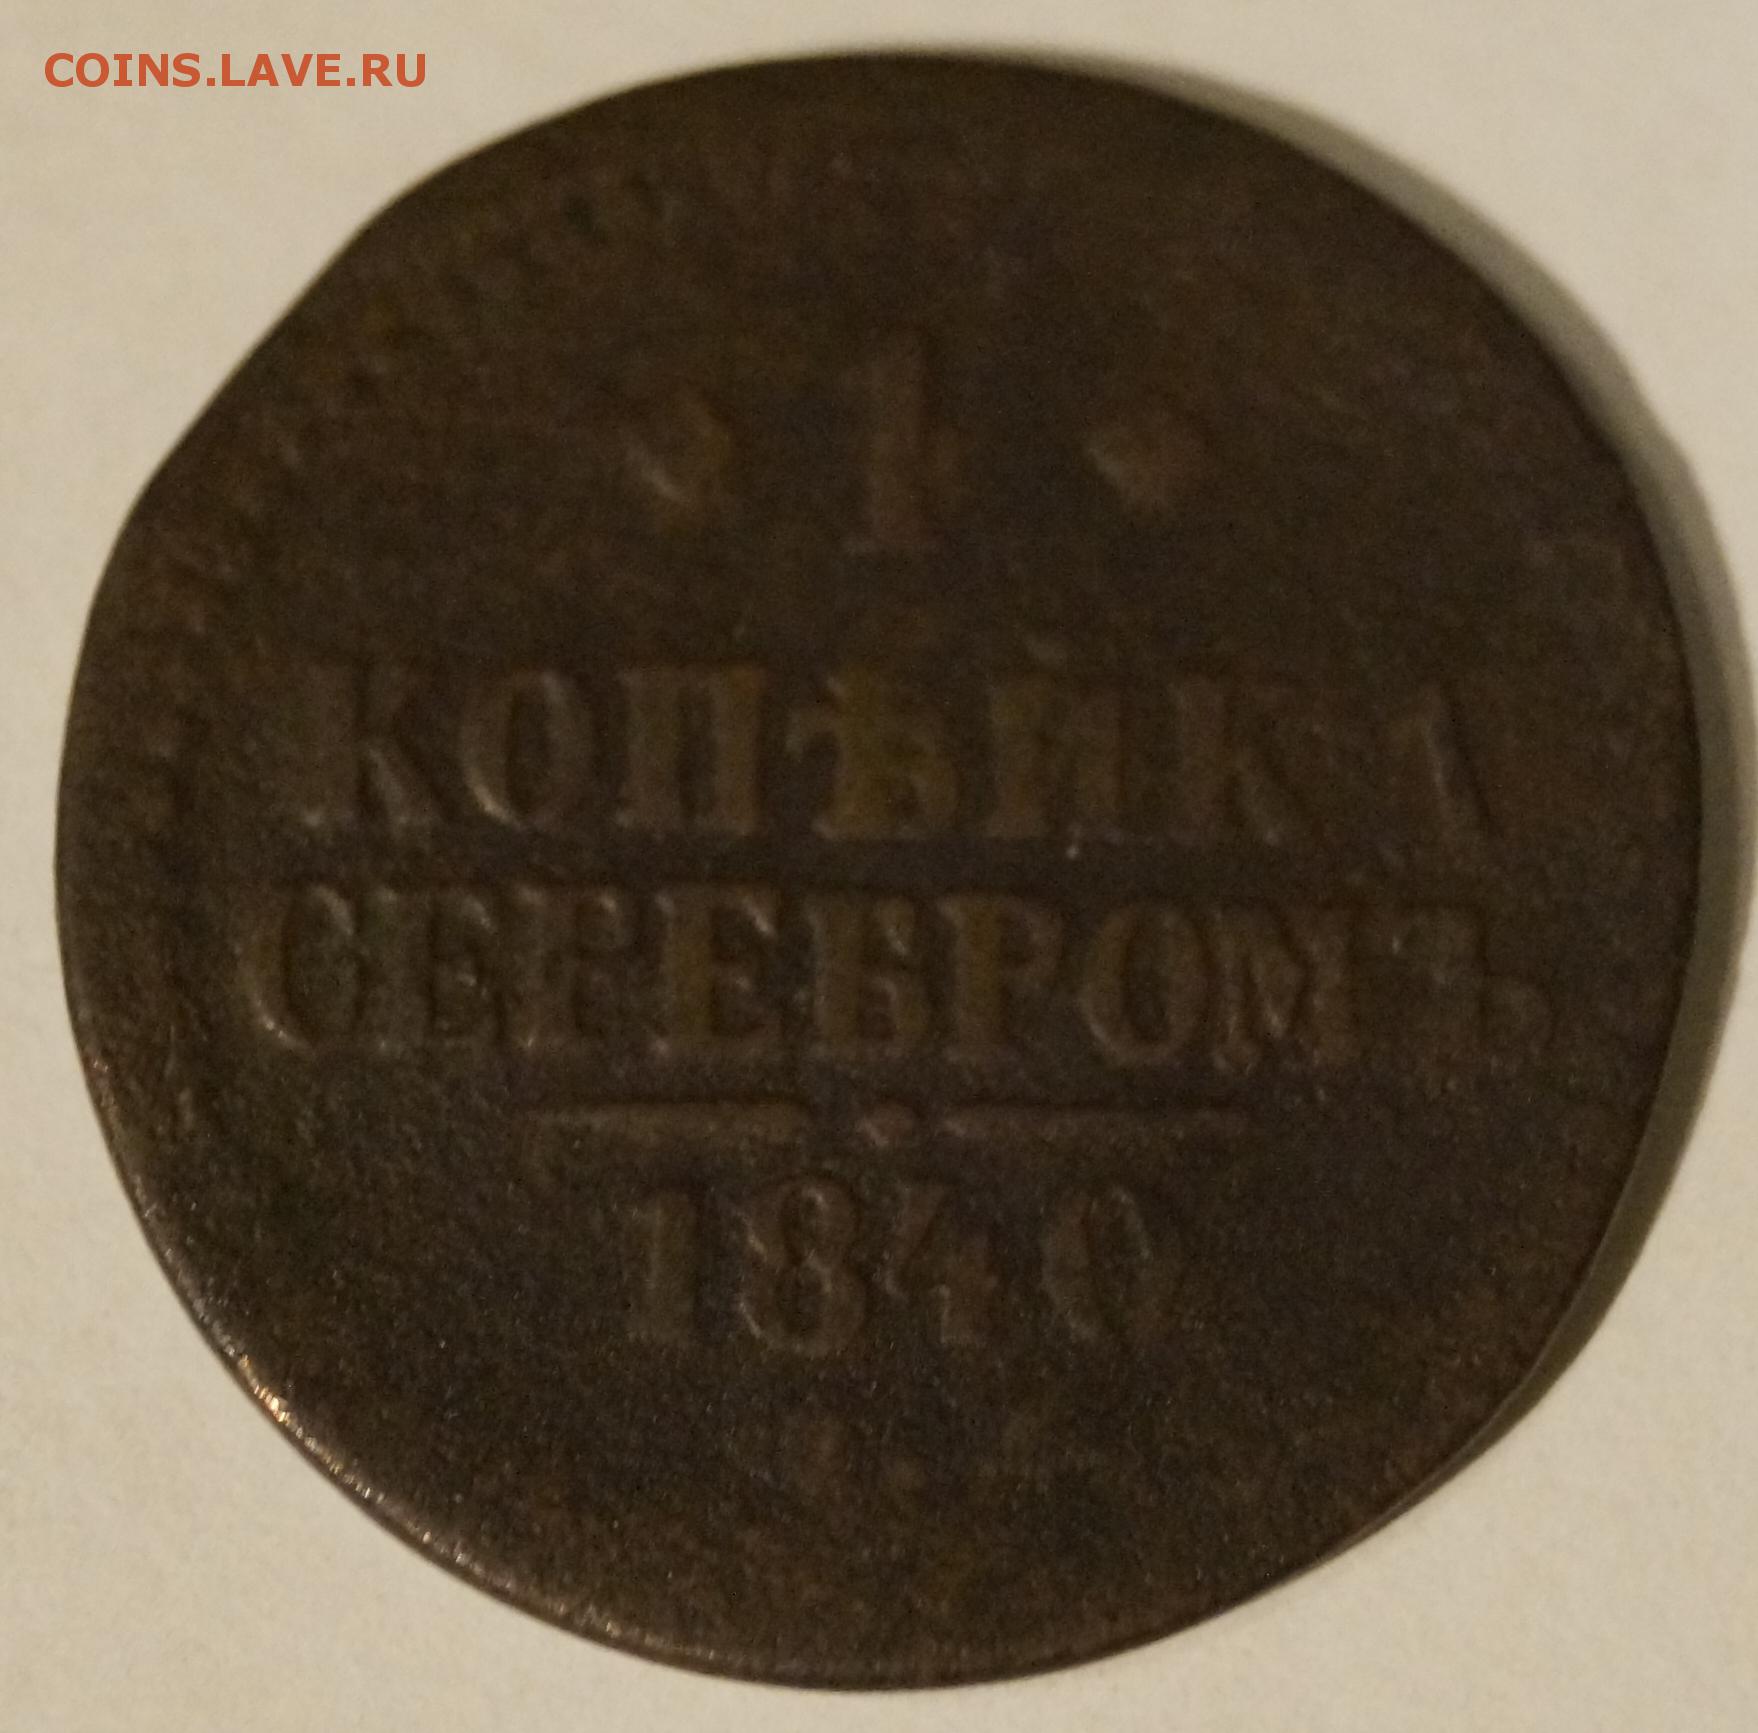 COINS.LAVE.RU
1
КОПѢЙКА
СЕРЕБРОМЪ
1840